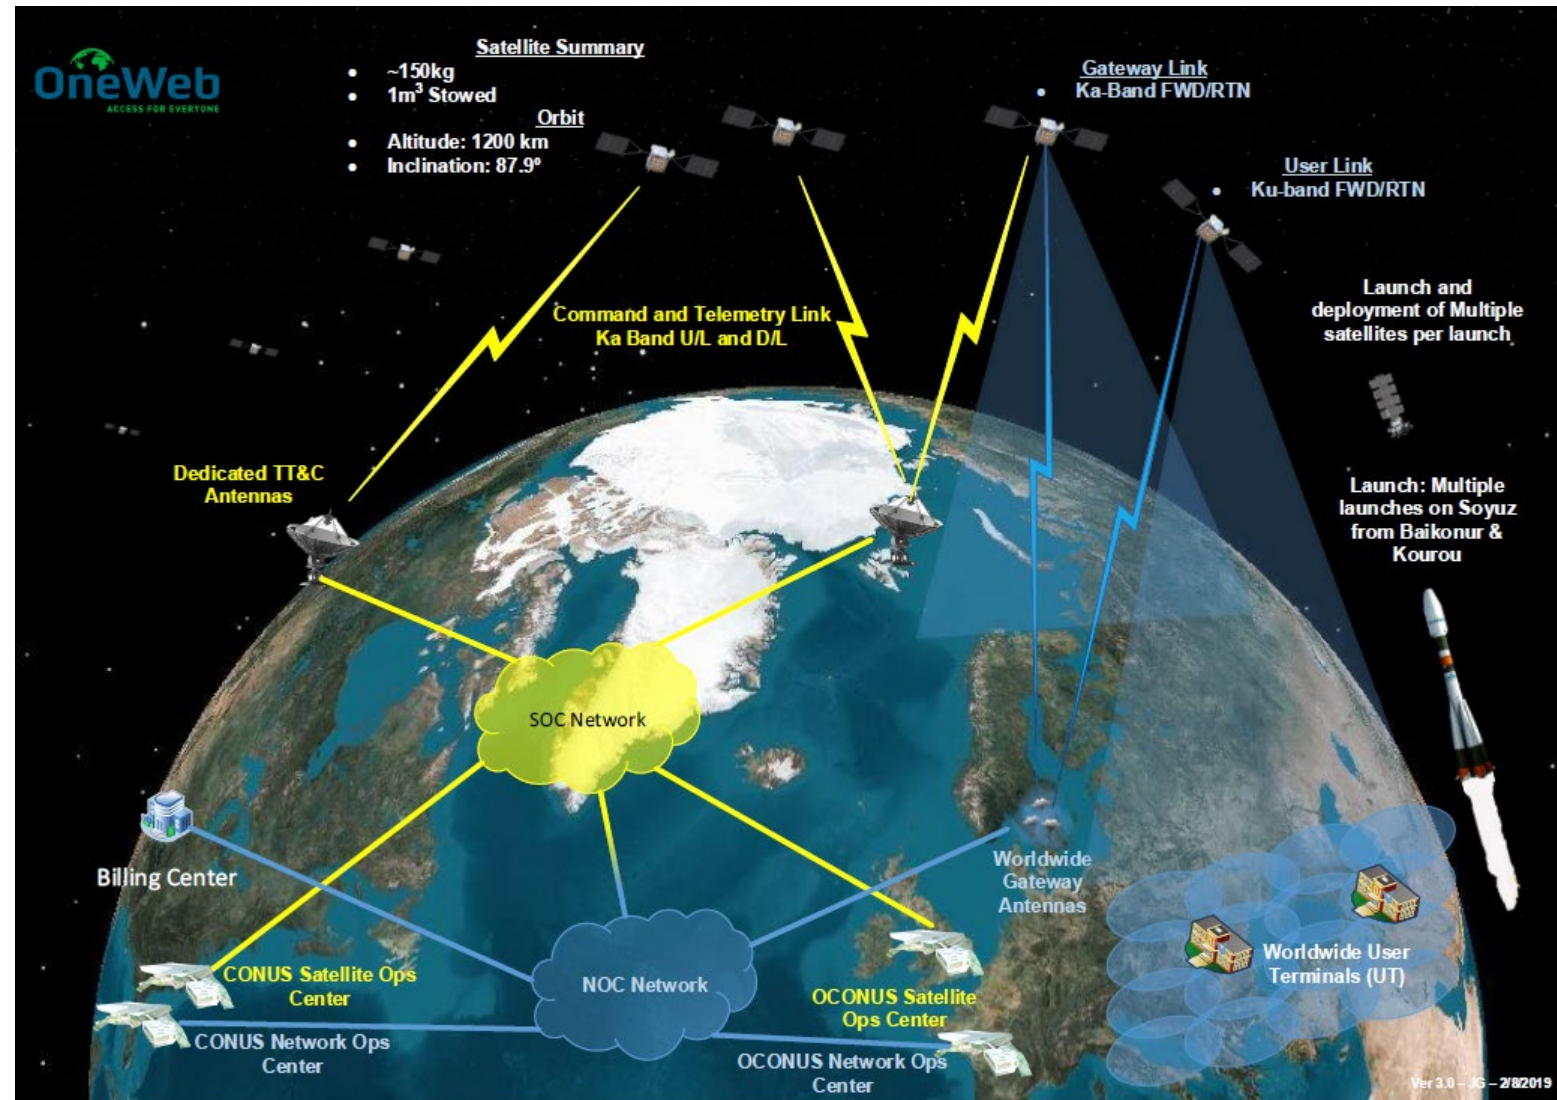 OneWeb
ACCESS FOR EVERYONE
Satellite Summary
• ~150kg
• 1m³ Stowed
Orbit
• Altitude: 1200 km
• Inclination: 87.9º
Gateway Link
• Ka-Band FWD/RTN
User Link
• Ku-band FWD/RTN
Command and Telemetry Link
Ka Band U/L and D/L
Launch and
deployment of Multiple
satellites per launch
Dedicated TT&C
Antennas
Launch: Multiple
launches on Soyuz
from Baikonur &
Kourou
SOC Network
Billing Center
Worldwide
Gateway
Antennas
Worldwide User
Terminals (UT)
CONUS Satellite Ops
Center
NOC Network
OCONUS Satellite
Ops Center
CONUS Network Ops
Center
OCONUS Network Ops
Center
Ver 3.0 – JG – 2/8/2019